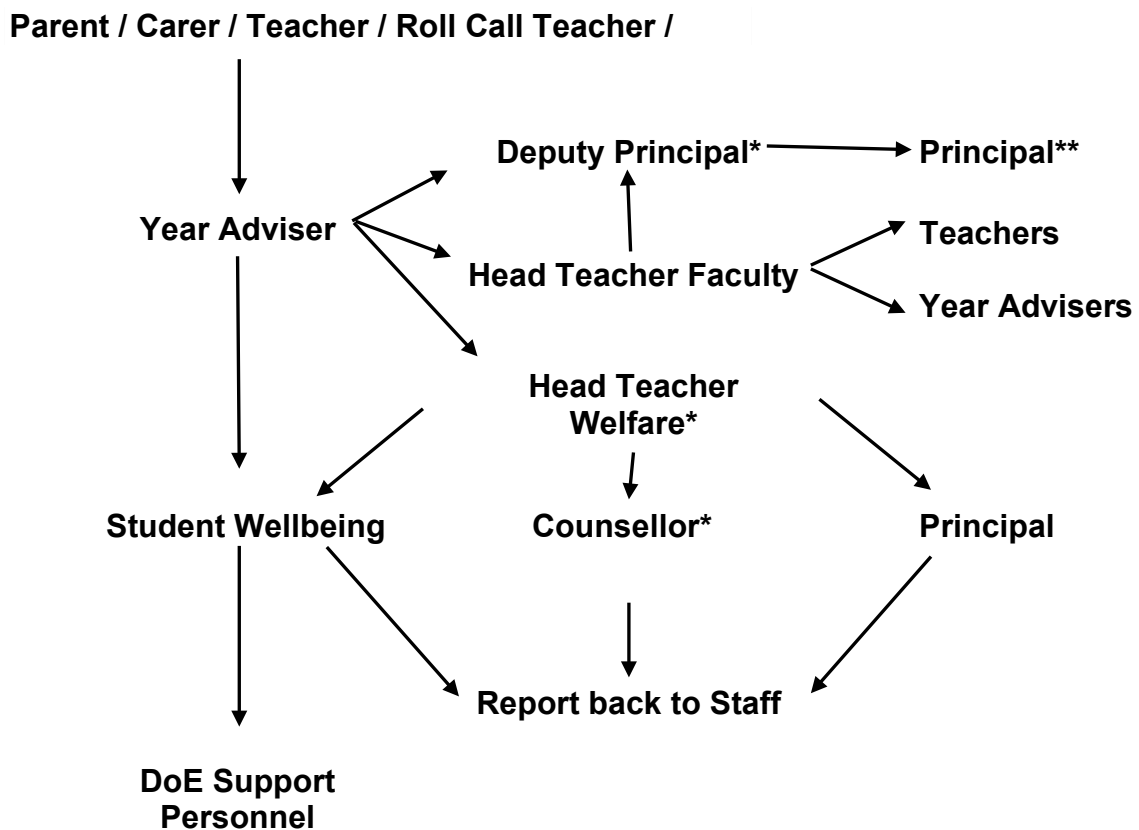 Parent / Carer / Teacher / Roll Call Teacher /
Deputy Principal*
Principal**
Year Adviser
Teachers
Head Teacher Faculty
Year Advisers
Head Teacher
Welfare*
Student Wellbeing
Counsellor*
Principal
Report back to Staff
DoE Support
Personnel